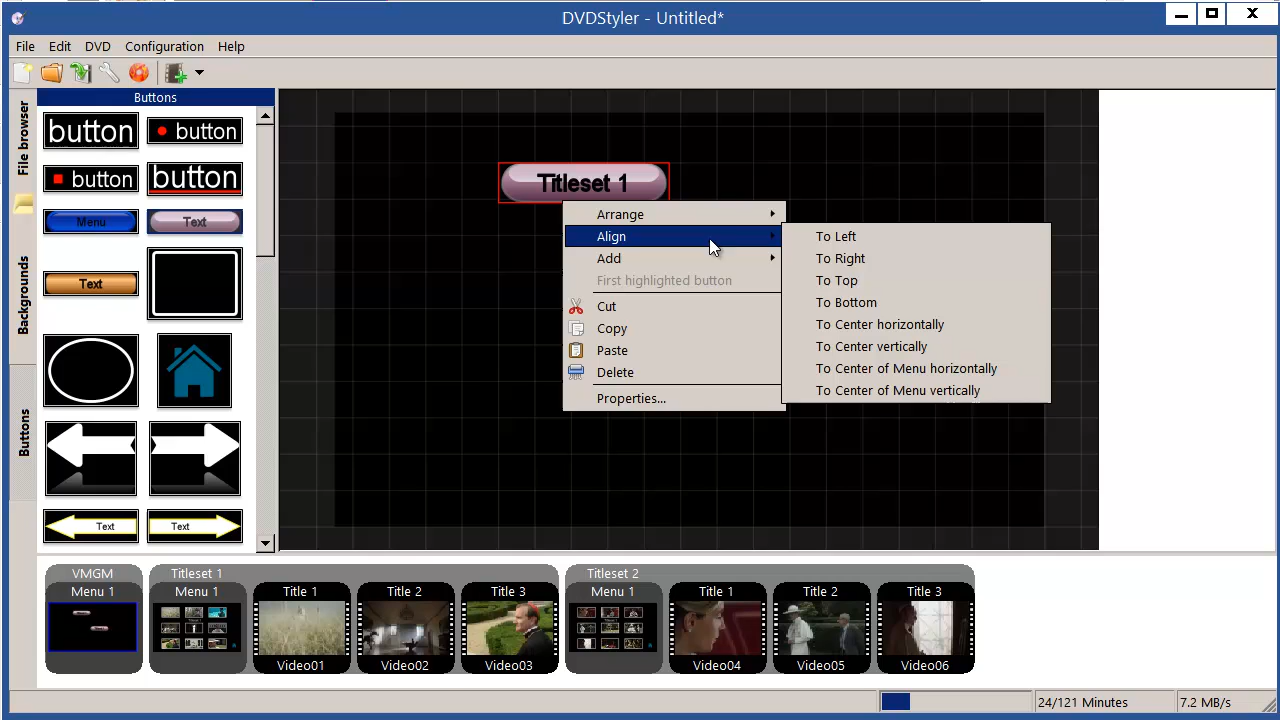 DVDStyler - Untitled*
File Edit DVD Configuration Help
File browser
Backgrounds
Buttons
Buttons
button
button
button
button
Menu
Text
Text
Text
Text
Titleset 1
Arrange
Align
Add
First highlighted button
Cut
Copy
Paste
Delete
Properties...
To Left
To Right
To Top
To Bottom
To Center horizontally
To Center vertically
To Center of Menu horizontally
To Center of Menu vertically
VMGM
Menu 1
Titleset 1
Menu 1
Title 1
Video01
Title 2
Video02
Title 3
Video03
Titleset 2
Menu 1
Title 1
Video04
Title 2
Video05
Title 3
Video06
24/121 Minutes
7.2 MB/s